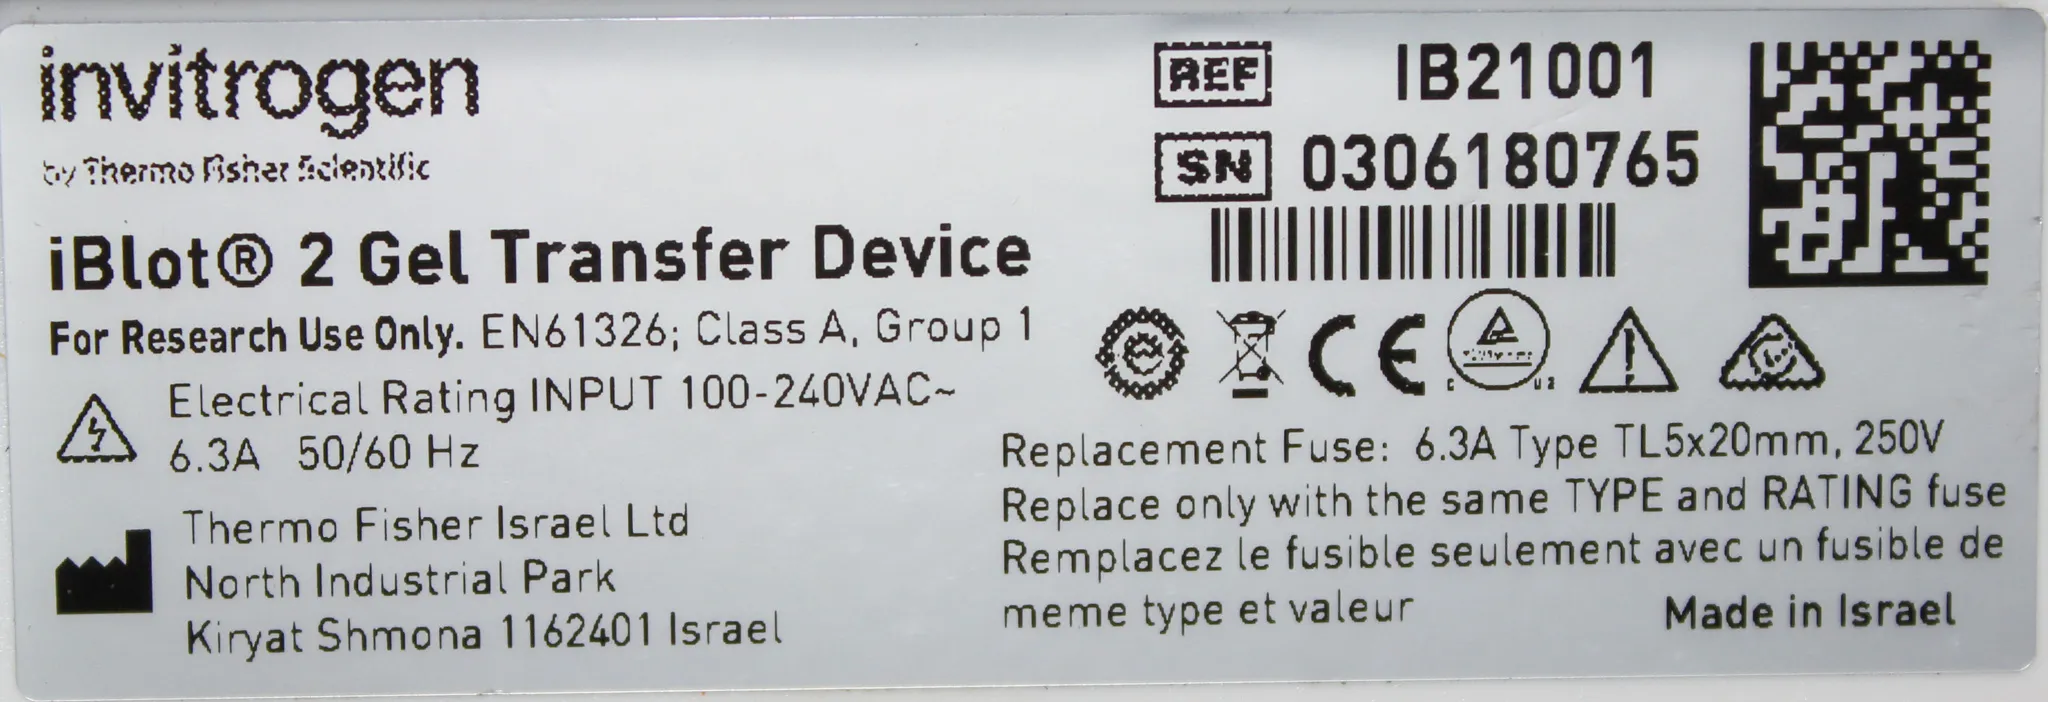 invitrogen
by Thermo Fisher Scientific
iBlot® 2 Gel Transfer Device
For Research Use Only. EN61326; Class A, Group 1
Electrical Rating INPUT 100-240VAC~
6.3A 50/60 Hz
Thermo Fisher Israel Ltd
North Industrial Park
Kiryat Shmona 1162401 Israel
REF IB21001
SN 0306180765
CE
C US
Replacement Fuse: 6.3A Type TL5x20mm, 250V
Replace only with the same TYPE and RATING fuse
Remplacez le fusible seulement avec un fusible de
meme type et valeur
Made in Israel